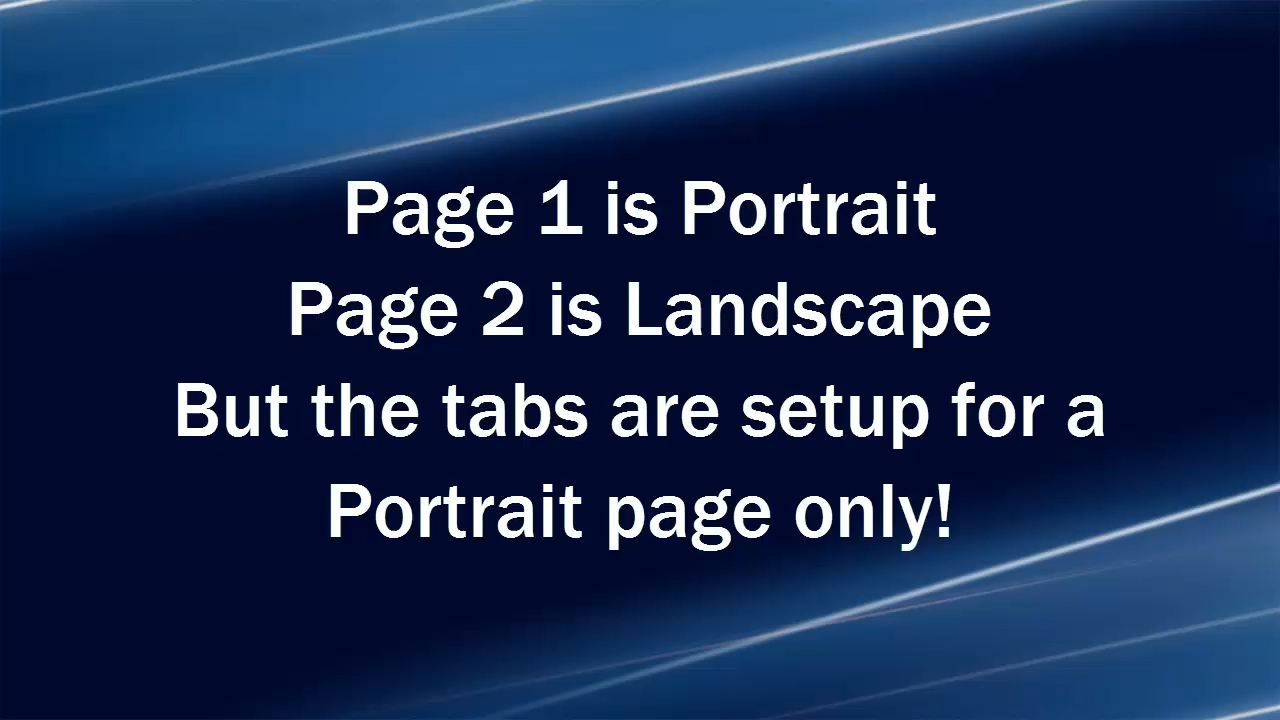 Page 1 is Portrait
Page 2 is Landscape
But the tabs are setup for a
Portrait page only!